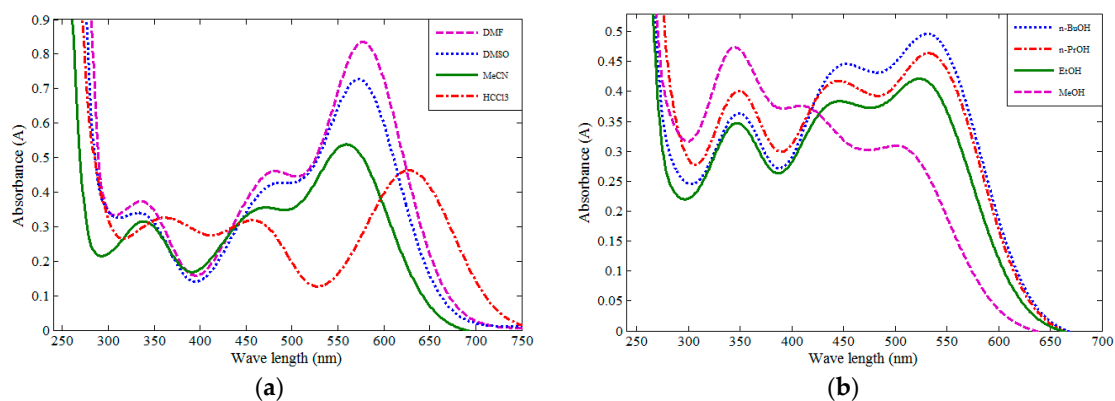 0.9
0.8
0.7
0.6
0.5
0.4
0.3
0.2
0.1
0
Absorbance (A)
250 300 350 400 450 500 550 600 650 700 750
Wave length (nm)
DMF
DMSO
MeCN
HCCl3
(a)
0.5
0.45
0.4
0.35
0.3
0.25
0.2
0.15
0.1
0.05
0
Absorbance (A)
250 300 350 400 450 500 550 600 700
Wave length (nm)
n-BuOH
n-PrOH
EtOH
MeOH
(b)